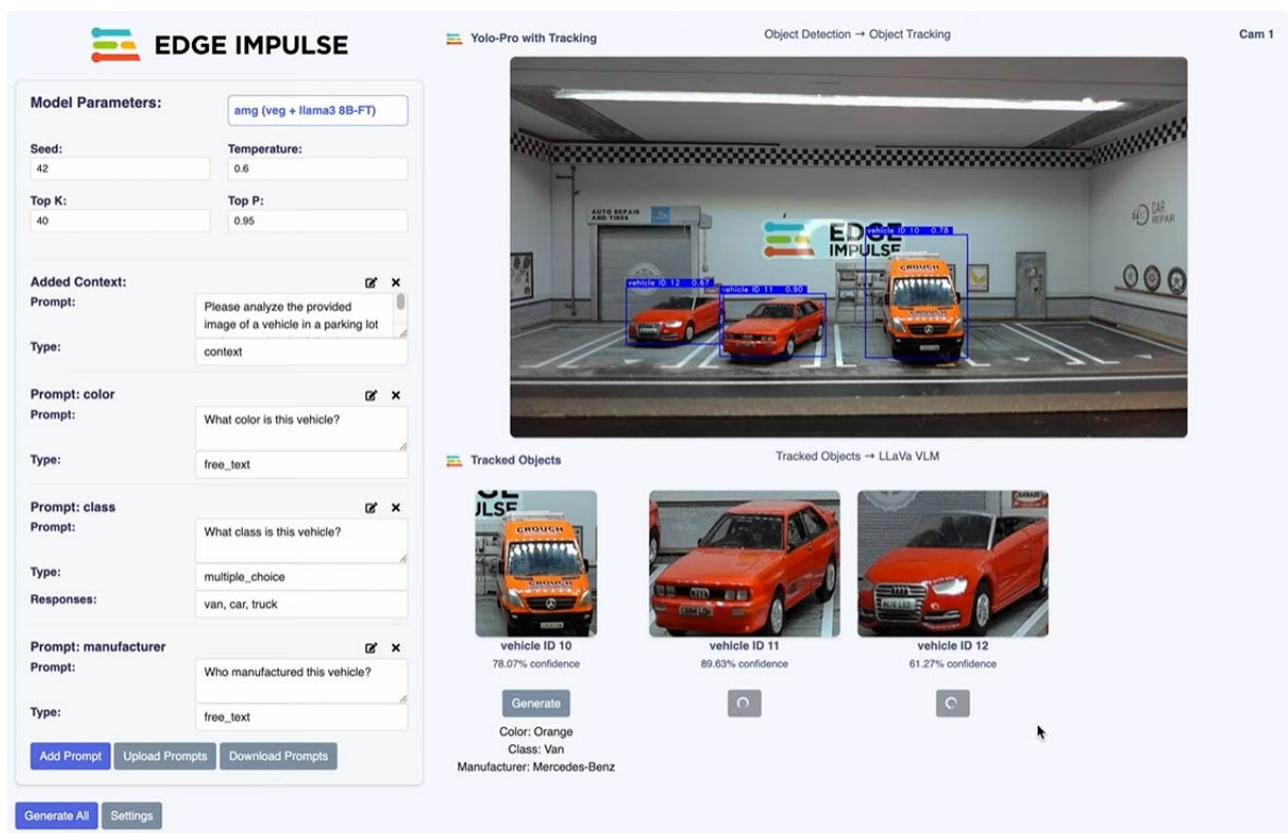 EDGE IMPULSE
Model Parameters:
amg (veg + llama3 8B-FT)
Seed:
42
Temperature:
0.6
Top K:
40
Top P:
0.95
Added Context:
Prompt:
Please analyze the provided
image of a vehicle in a parking lot
Type:
context
Prompt: color
Prompt:
What color is this vehicle?
Type:
free_text
Prompt: class
Prompt:
What class is this vehicle?
Type:
multiple_choice
Responses:
van, car, truck
Prompt: manufacturer
Prompt:
Who manufactured this vehicle?
Type:
free_text
Add Prompt
Upload Prompts
Download Prompts
Generate All
Settings
Yolo-Pro with Tracking
Object Detection → Object Tracking
Cam 1
AUTO REPAIR
AND TIRES
CAR
REPAIR
EDGE
IMPULSE
vehicle ID 10 0.78
CROUCH
CROUCH
vehicle ID 12 0.67
vehicle ID 11 0.90
Tracked Objects
Tracked Objects → LLaVa VLM
ULSE
CROUCH
GARAGE
vehicle ID 10
78.07% confidence
vehicle ID 11
89.63% confidence
vehicle ID 12
61.27% confidence
Generate
Color: Orange
Class: Van
Manufacturer: Mercedes-Benz